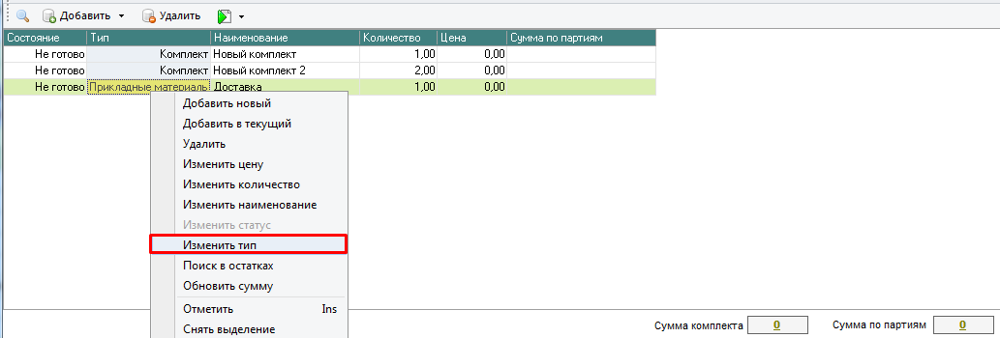 Добавить Удалить
Состояние Тип Наименование Количество Цена Сумма по партиям
Не готово Комплект Новый комплект 1,00 0,00
Не готово Комплект Новый комплект 2 2,00 0,00
Не готово Прикладные материаль Доставка 1,00 0,00
Добавить новый
Добавить в текущий
Удалить
Изменить цену
Изменить количество
Изменить наименование
Изменить статус
Изменить тип
Поиск в остатках
Обновить сумму
Отметить Ins
Снять выделение
Сумма комплекта 0 Сумма по партиям 0